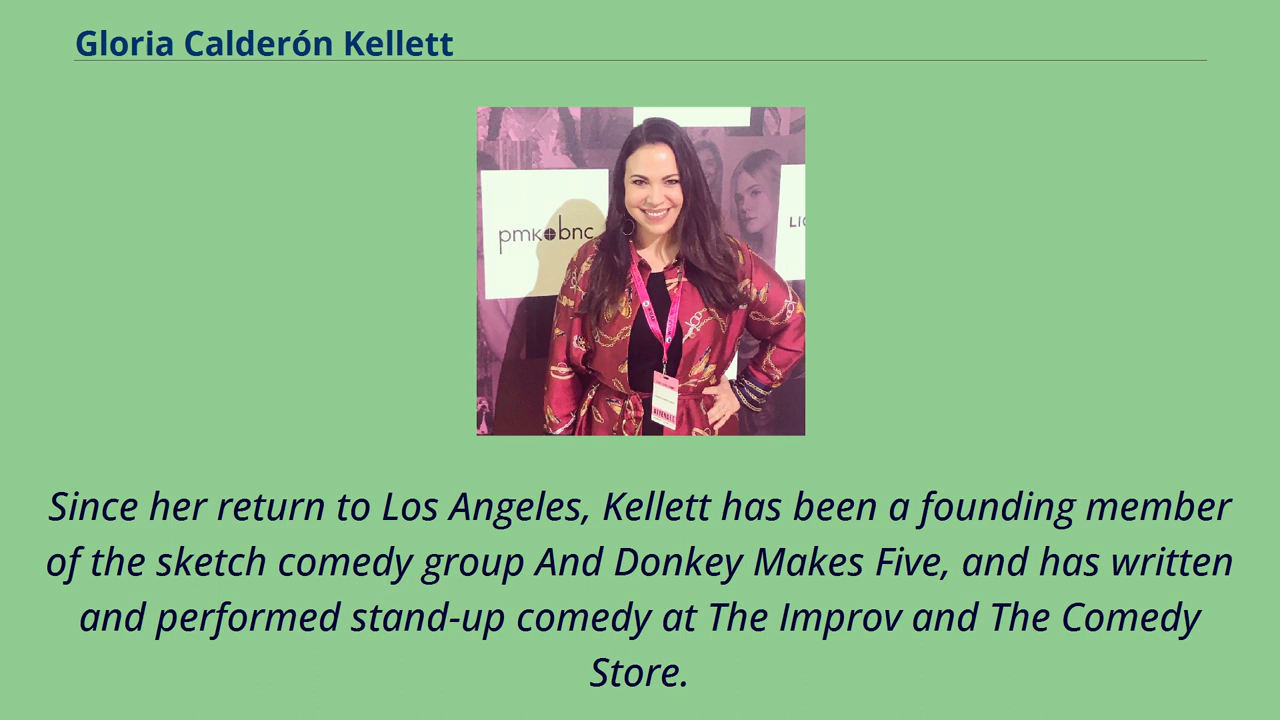 Gloria Calderón Kellett
pmk+bnc
LI
Since her return to Los Angeles, Kellett has been a founding member
of the sketch comedy group And Donkey Makes Five, and has written
and performed stand-up comedy at The Improv and The Comedy
Store.